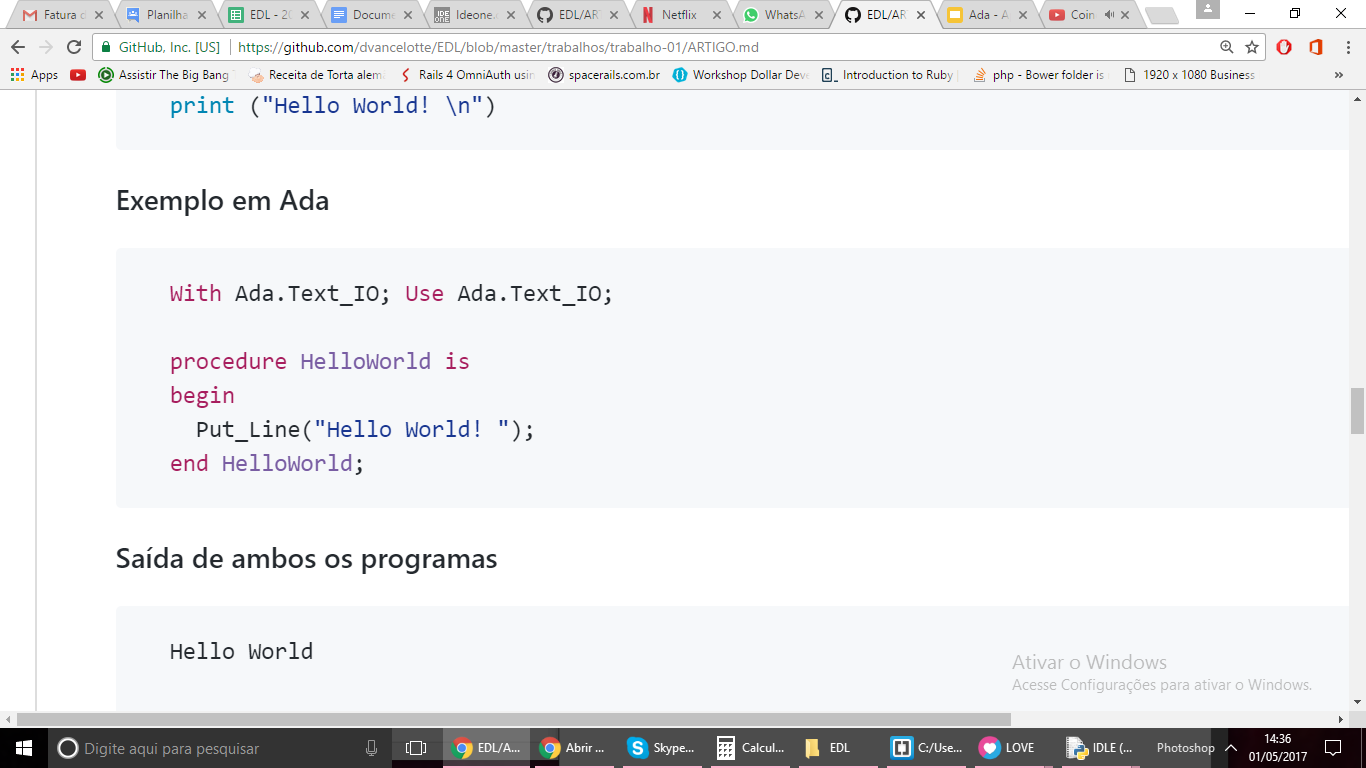 Fatura d
Planilha
EDL - 20
Docume
Ideone.c
EDL/AR
Netflix
WhatsA
EDL/AR
Ada - A
Coin
GitHub, Inc. [US]
https://github.com/dvancelotte/EDL/blob/master/trabalhos/trabalho-01/ARTIGO.md
Apps
Assistir The Big Bang
Receita de Torta alem
Rails 4 OmniAuth usin
spacerails.com.br
Workshop Dollar Deve
Introduction to Ruby
php - Bower folder is
1920 x 1080 Business
»
print ("Hello World! \n")
Exemplo em Ada
With Ada.Text_IO; Use Ada.Text_IO;
procedure HelloWorld is
begin
Put_Line("Hello World! ");
end HelloWorld;
Saída de ambos os programas
Hello World
Ativar o Windows
Acesse Configurações para ativar o Windows.
Digite aqui para pesquisar
EDL/A...
Abrir ...
Skype...
Calcul...
EDL
C:/Use...
LOVE
IDLE (...
Photoshop
14:36
01/05/2017